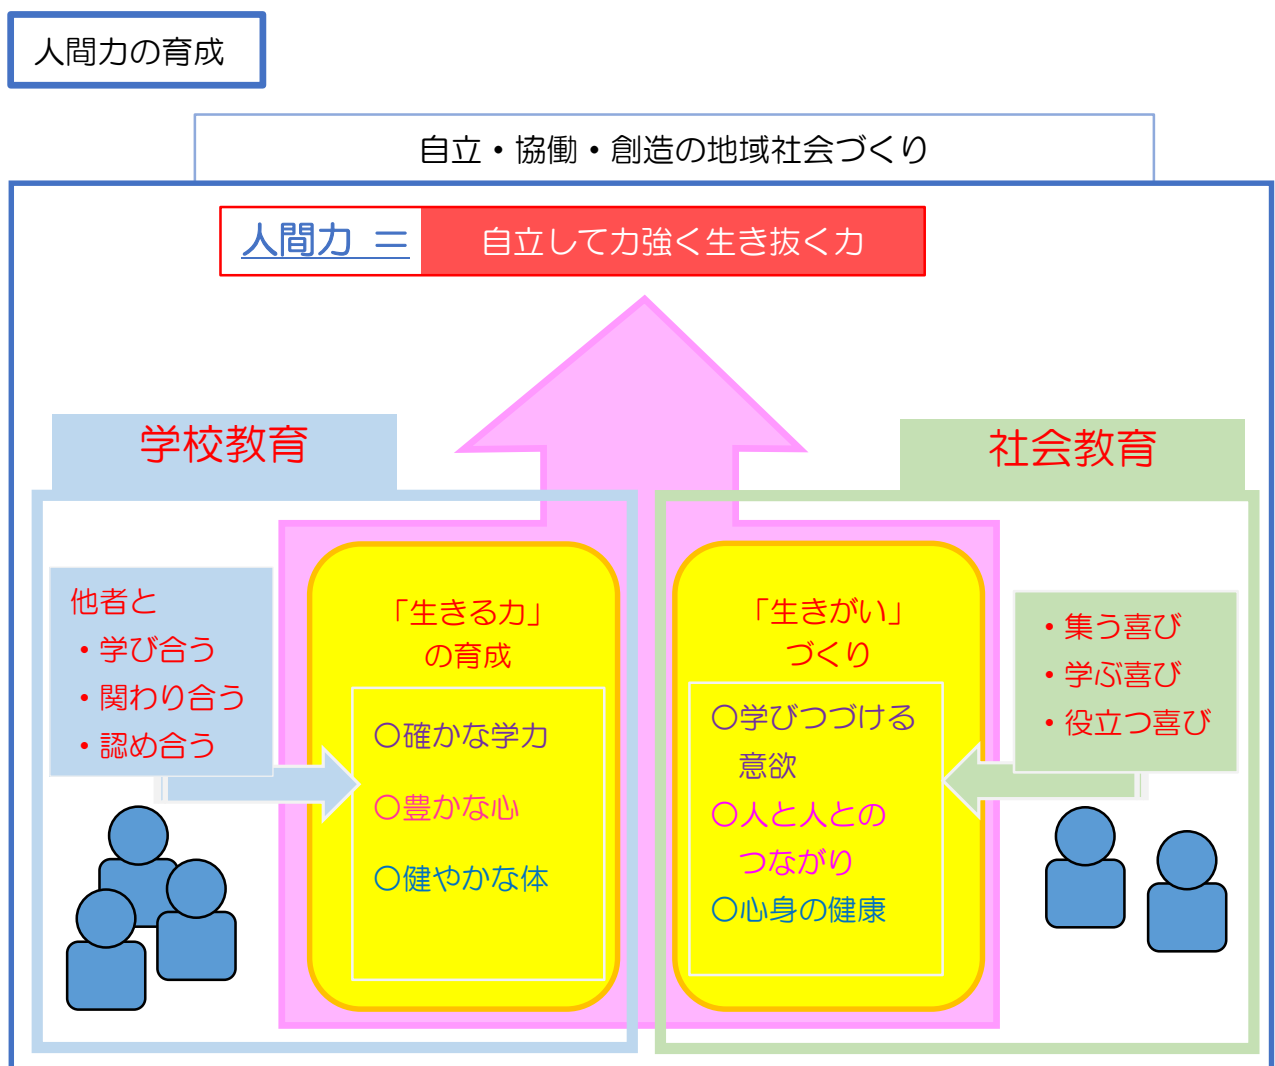 人間力の育成
自立・協働・創造の地域社会づくり
人間力 ＝ 自立して力強く生き抜く力
学校教育
他者と
・学び合う
・関わり合う
・認め合う
「生きる力」
の育成
〇確かな学力
〇豊かな心
〇健やかな体
社会教育
「生きがい」
づくり
〇学びつづける
意欲
〇人と人との
つながり
〇心身の健康
・集う喜び
・学ぶ喜び
・役立つ喜び